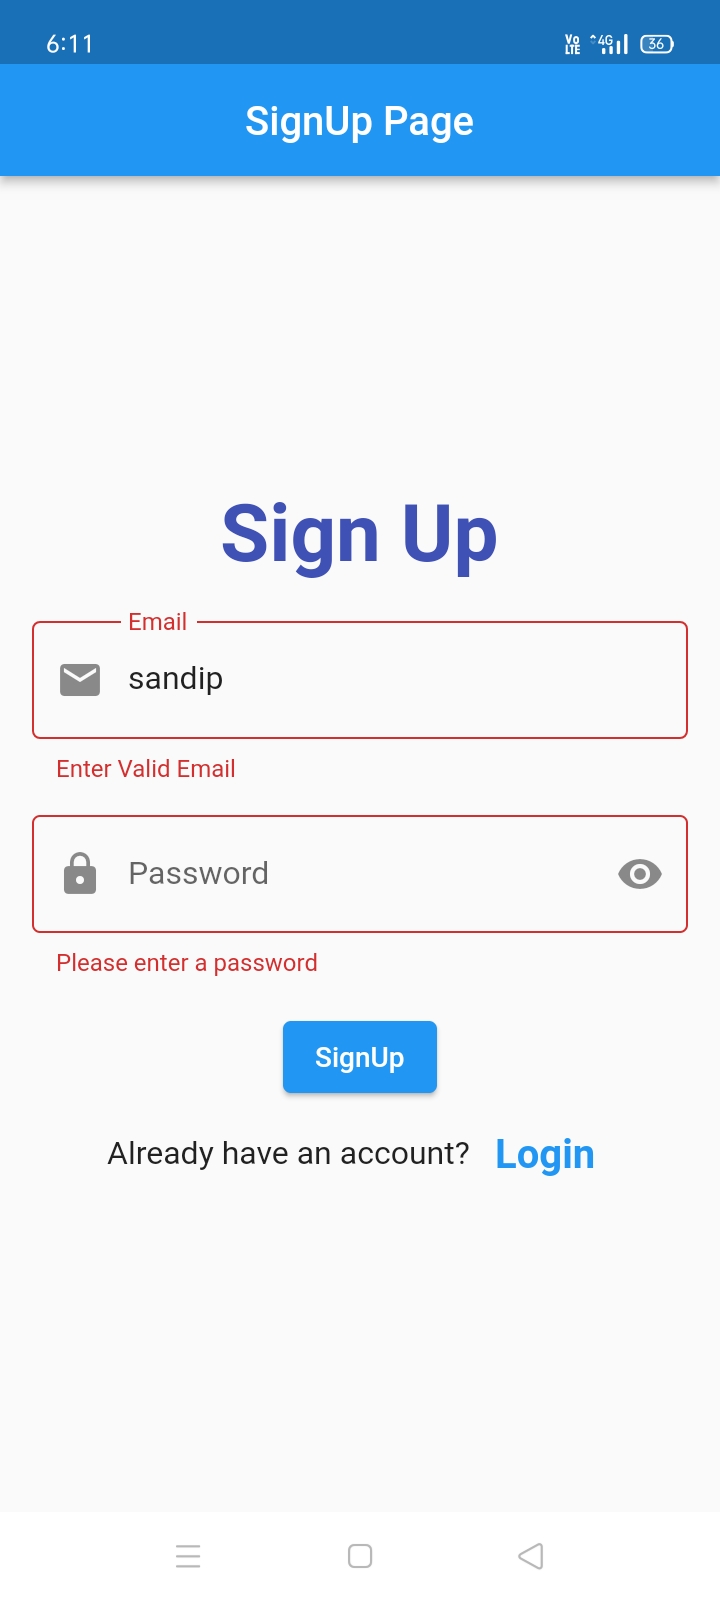 6:11 Vo LTE 4G 36
SignUp Page
Sign Up
Email
sandip
Enter Valid Email
Password
Please enter a password
SignUp
Already have an account? Login